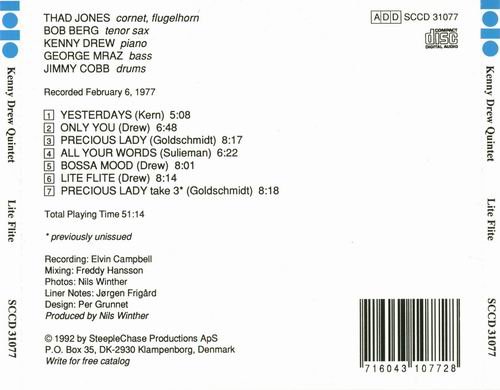 THAD JONES cornet, flugelhorn
BOB BERG tenor sax
KENNY DREW piano
GEORGE MRAZ bass
JIMMY COBB drums
ADD SCCD 31077
COMPACT
disc
DIGITAL AUDIO
Recorded February 6, 1977
1 YESTERDAYS (Kern) 5:08
2 ONLY YOU (Drew) 6:48
3 PRECIOUS LADY (Goldschmidt) 8:17
4 ALL YOUR WORDS (Sulieman) 6:22
5 BOSSA MOOD (Drew) 8:01
6 LITE FLITE (Drew) 8:14
7 PRECIOUS LADY take 3* (Goldschmidt) 8:18
Total Playing Time 51:14
* previously unissued
Recording: Elvin Campbell
Mixing: Freddy Hansson
Photos: Nils Winther
Liner Notes: Jørgen Frigård
Design: Per Grunnet
Produced by Nils Winther
© 1992 by SteepleChase Productions ApS
P.O. Box 35, DK-2930 Klampenborg, Denmark
Write for free catalog
7 16043 10772 8
Kenny Drew Quintet Lite Flite SCCD 31077
Kenny Drew Quintet Lite Flite SCCD 31077